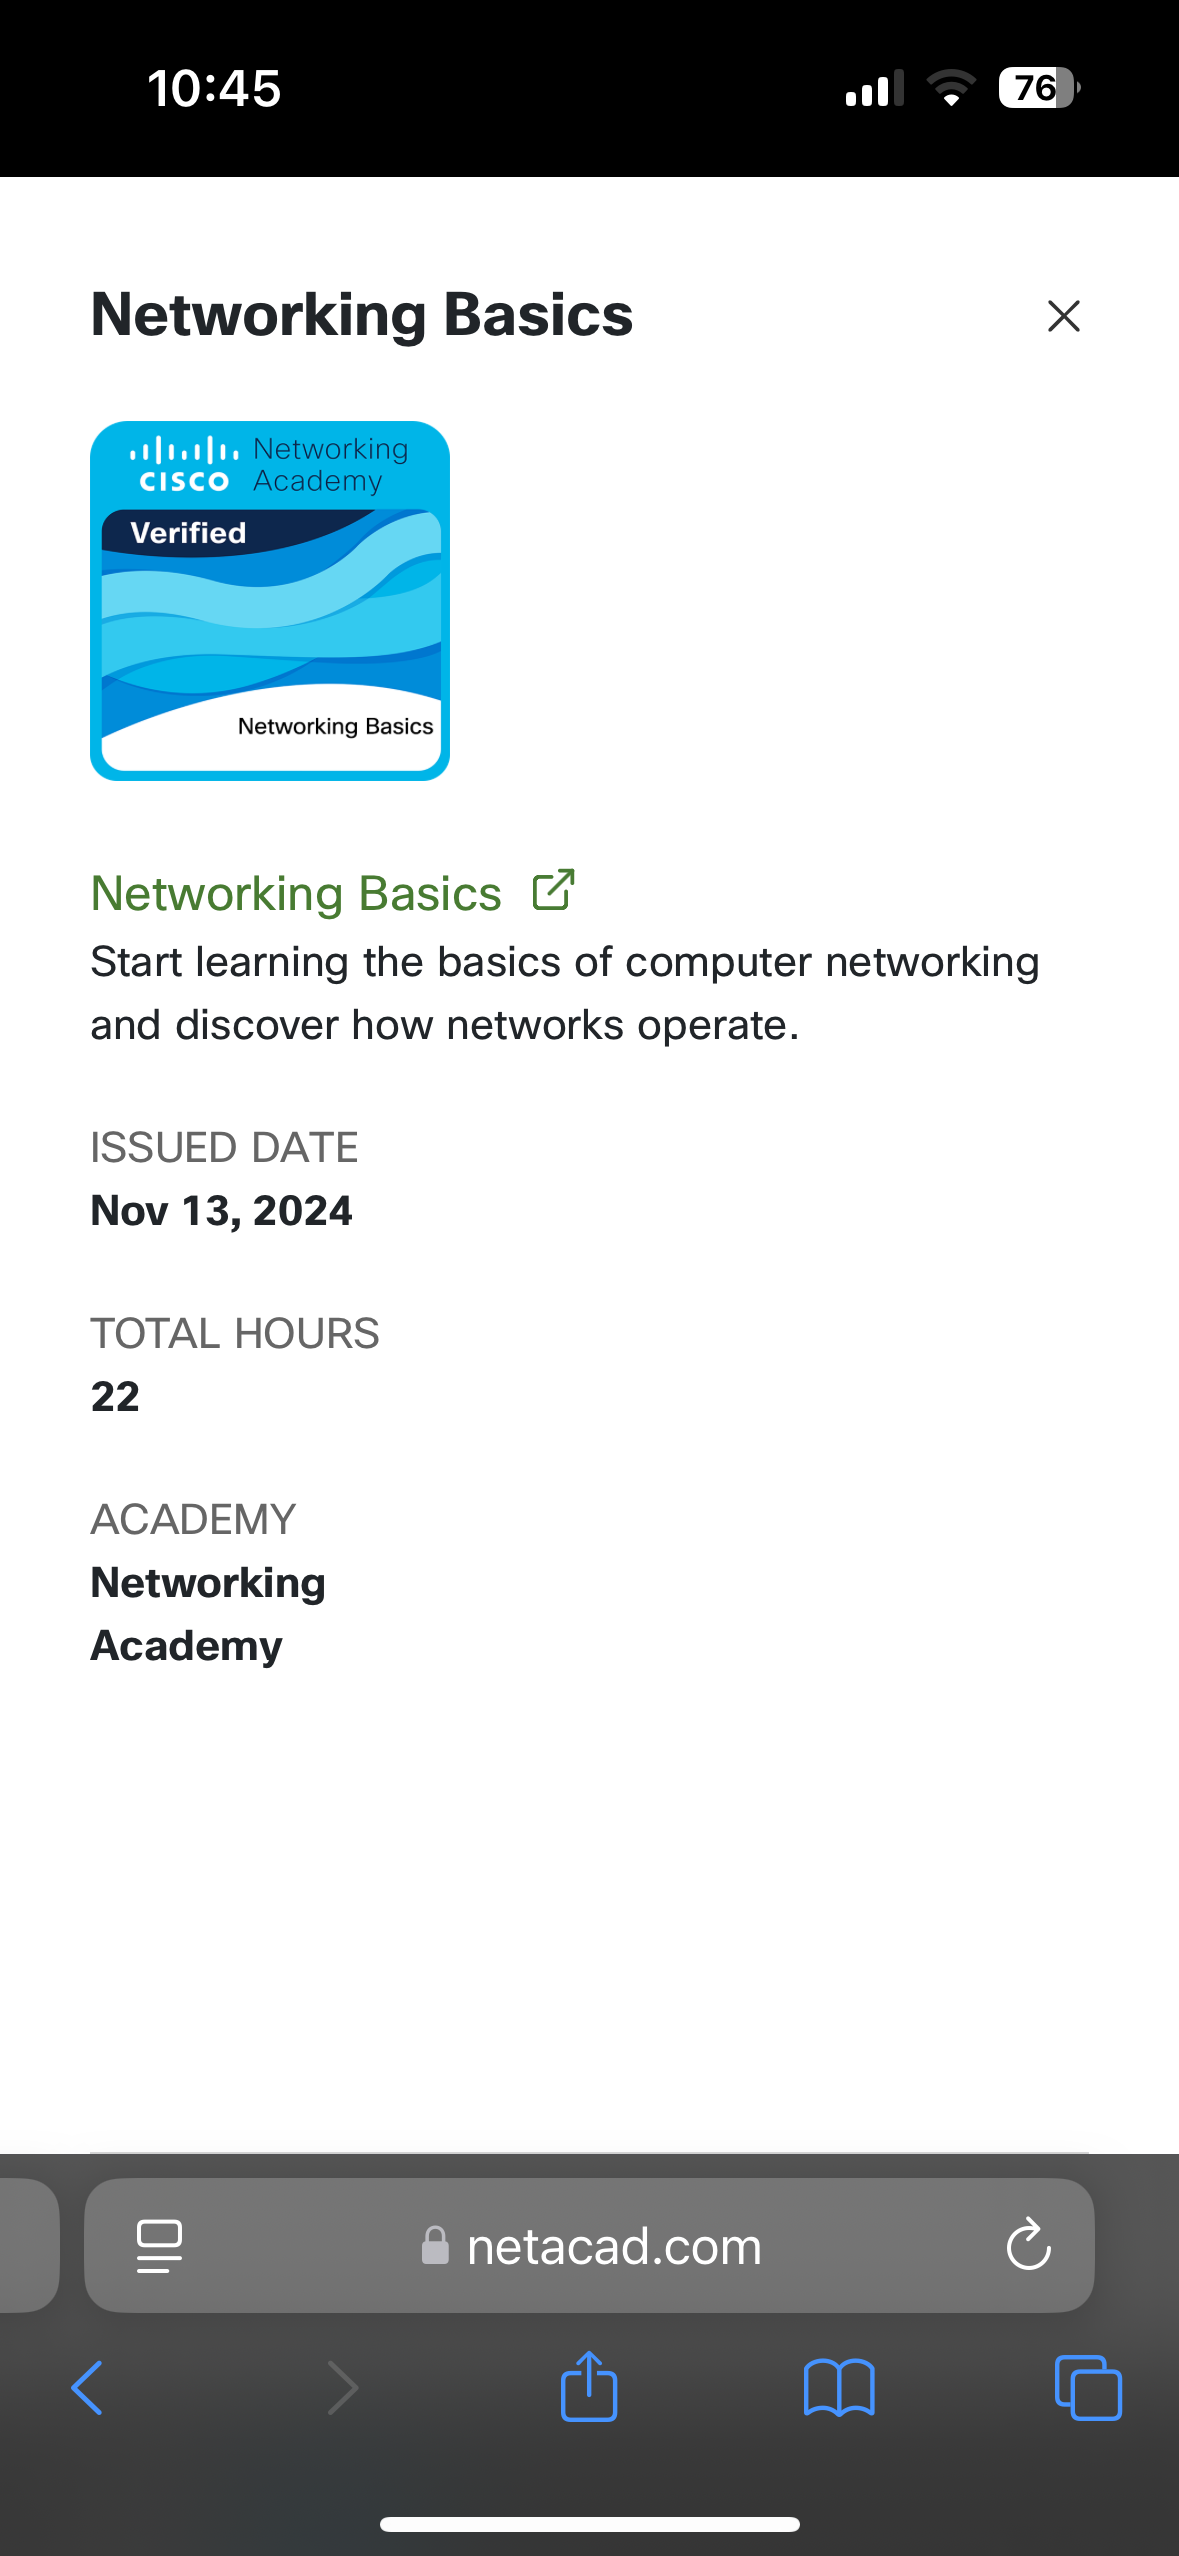 10:45
76
Networking Basics
CISCO Networking
Academy
Verified
Networking Basics
Networking Basics
Start learning the basics of computer networking
and discover how networks operate.
ISSUED DATE
Nov 13, 2024
TOTAL HOURS
22
ACADEMY
Networking
Academy
netacad.com